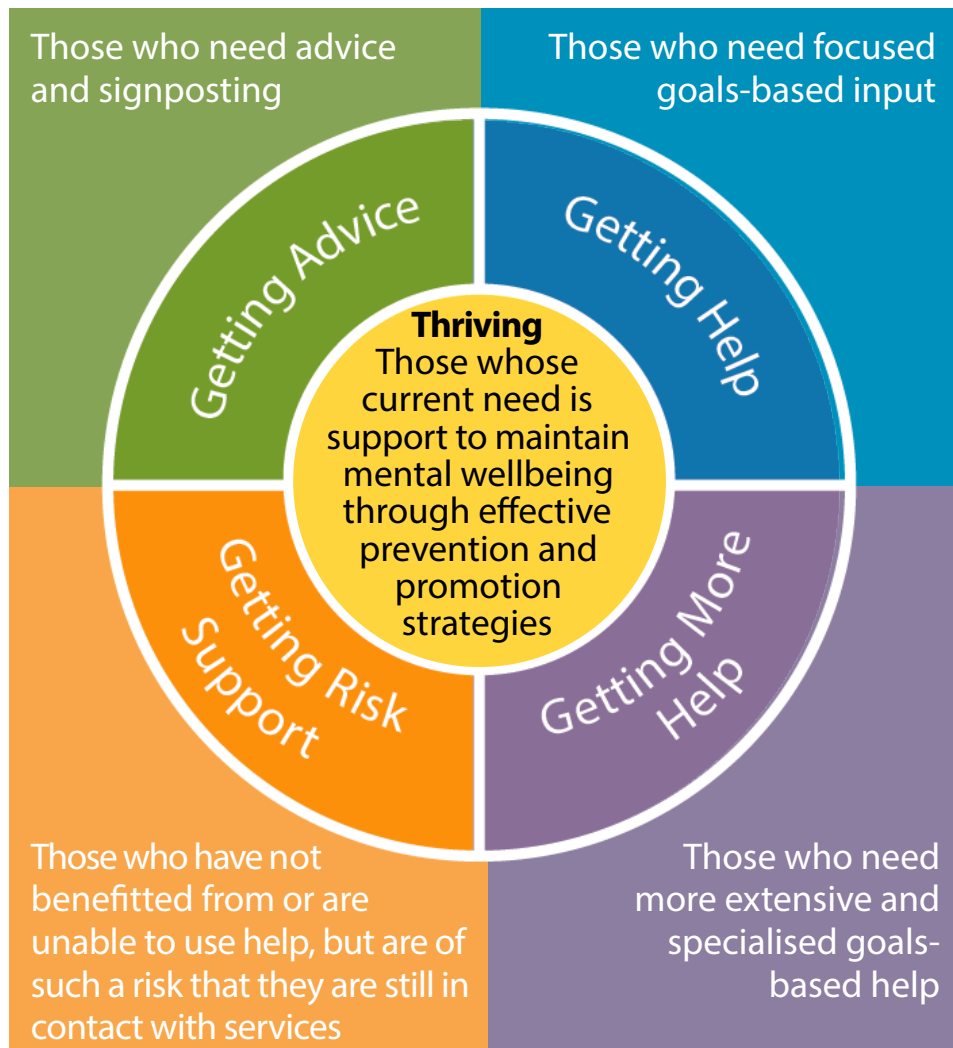 Those who need advice
and signposting
Those who need focused
goals-based input
Getting Advice
Getting Help
Thriving
Those whose
current need is
support to maintain
mental wellbeing
through effective
prevention and
promotion
strategies
Getting Risk
Support
Getting More
Help
Those who have not
benefitted from or are
unable to use help, but are of
such a risk that they are still in
contact with services
Those who need
more extensive and
specialised goals-
based help